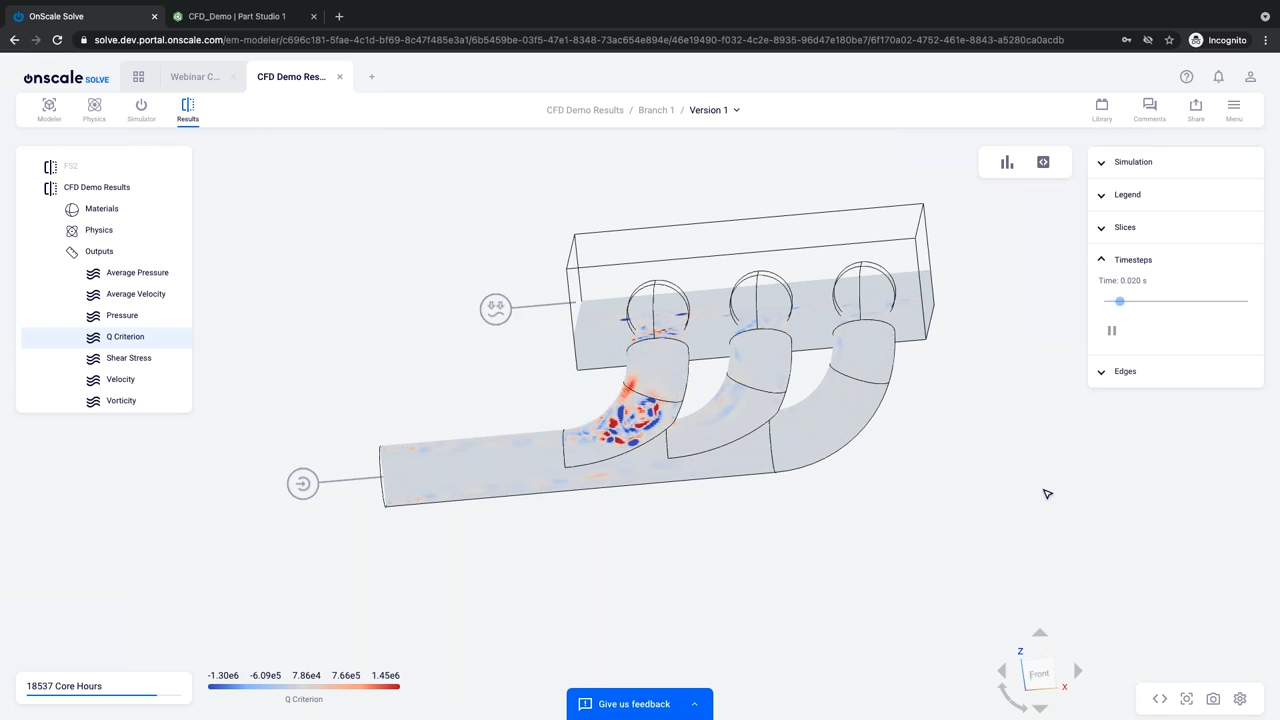 OnScale Solve
CFD_Demo | Part Studio 1
solve.dev.portal.onscale.com/em-modeler/c696c181-5fae-4c1d-bf69-8c47f485e3a1/6b5459be-03f5-47e1-8348-73ac654e894e/46e19490-f032-4c2e-8935-96d47e180be7/6f170a02-4752-461e-8843-a5280ca0acdb
Incognito
onscale SOLVE
Webinar C...
CFD Demo Res...
Modeler
Physics
Simulator
Results
CFD Demo Results / Branch 1 / Version 1
Library
Comments
Share
Menu
FS2
CFD Demo Results
Materials
Physics
Outputs
Average Pressure
Average Velocity
Pressure
Q Criterion
Shear Stress
Velocity
Vorticity
Simulation
Legend
Slices
Timesteps
Time: 0.020 s
Edges
18537 Core Hours
-1.30e6 -6.09e5 7.86e4 7.66e5 1.45e6
Q Criterion
Give us feedback
Z
Front
X